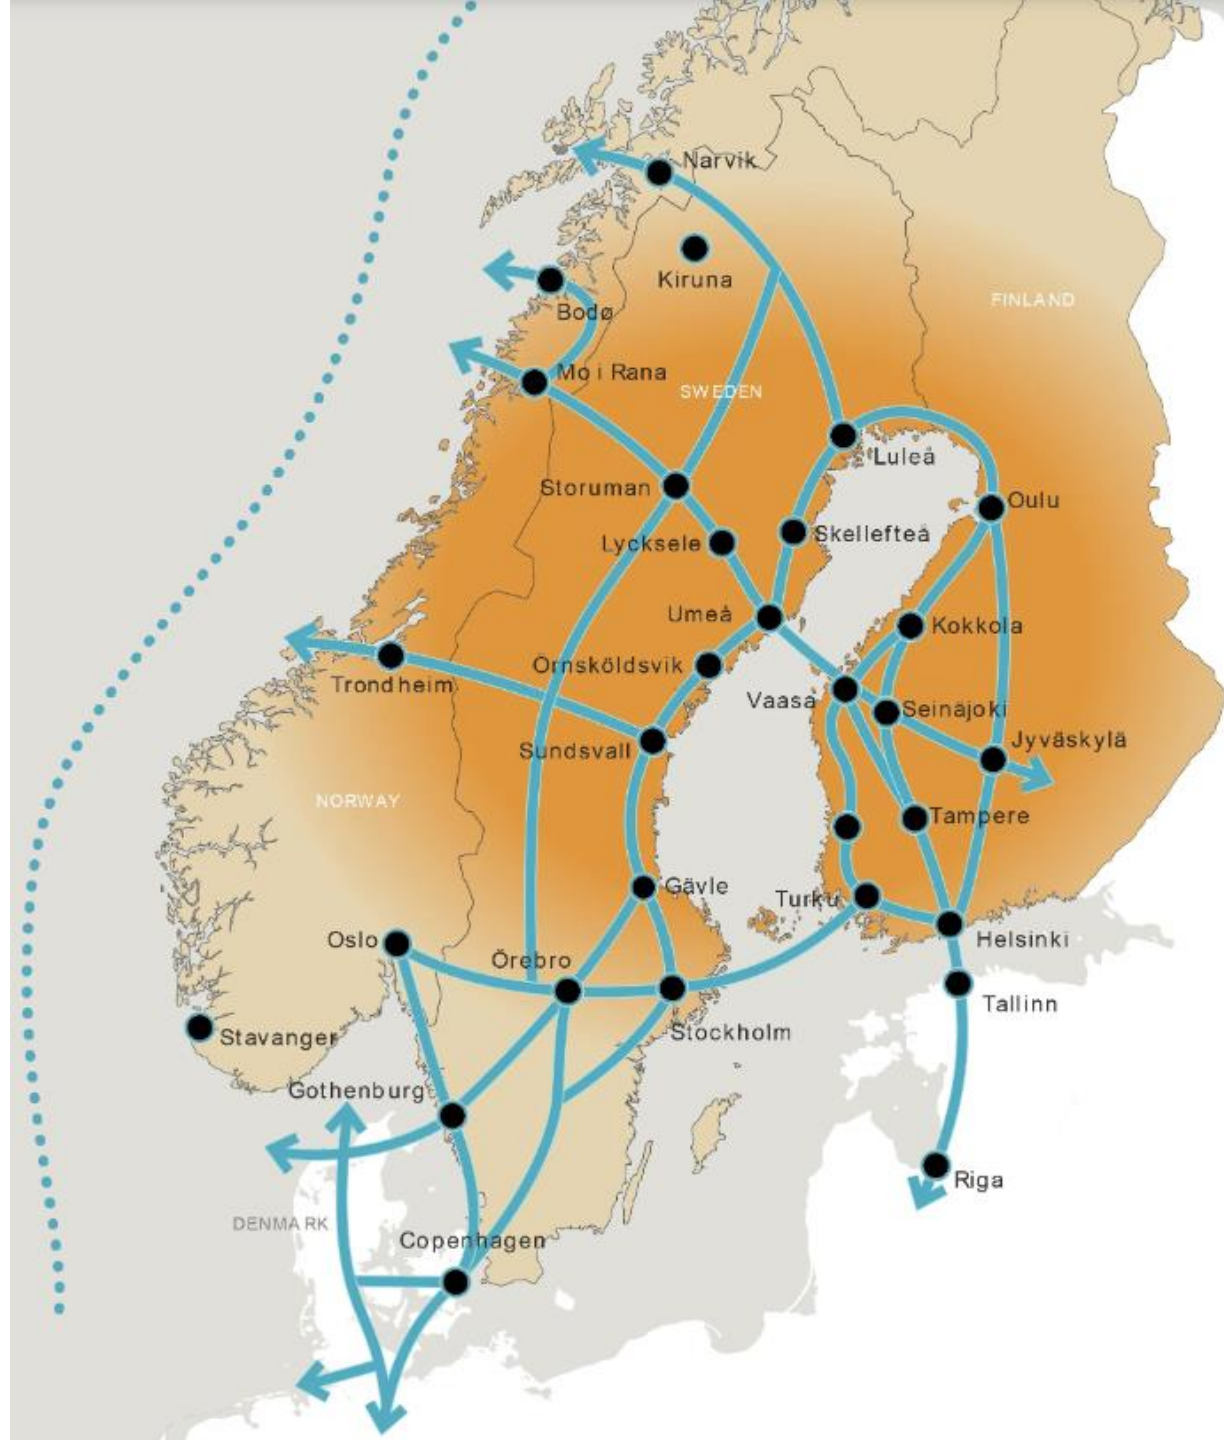 Narvik
Kiruna
FINLAND
Bodø
Mo i Rana
SWEDEN
Luleå
Storuman
Oulu
Skellefteå
Lycksele
Umeå
Kokkola
Örnsköldsvik
Trondheim
Vaasa
Seinäjoki
Sundsvall
Jyväskylä
NORWAY
Tampere
Gävle
Turku
Oslo
Helsinki
Örebro
Tallinn
Stockholm
Stavanger
Gothenburg
Riga
DENMARK
Copenhagen